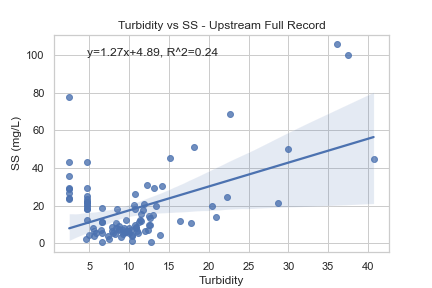 Turbidity vs SS - Upstream Full Record
y=1.27x+4.89, R^2=0.24
100
80
60
40
20
0
SS (mg/L)
5 10 15 20 25 30 35 40
Turbidity